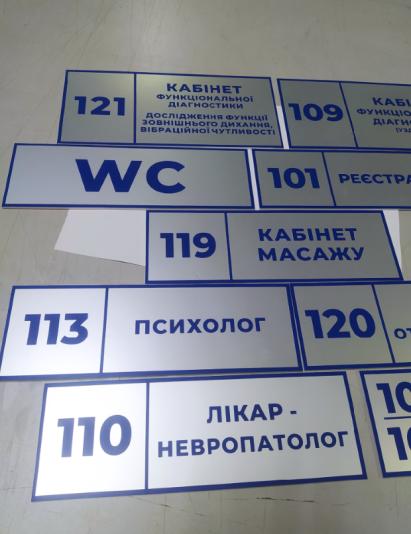 121
КАБІНЕТ
ФУНКЦІОНАЛЬНОЇ
ДІАГНОСТИКИ
ДОСЛІДЖЕННЯ ФУНКЦІЇ
ЗОВНІШНЬОГО ДИХАННЯ,
ВІБРАЦІЙНОЇ ЧУТЛИВОСТІ
109
WC
101
119
КАБІНЕТ
МАСАЖУ
113
ПСИХОЛОГ
120
110
ЛІКАР -
НЕВРОПАТОЛОГ